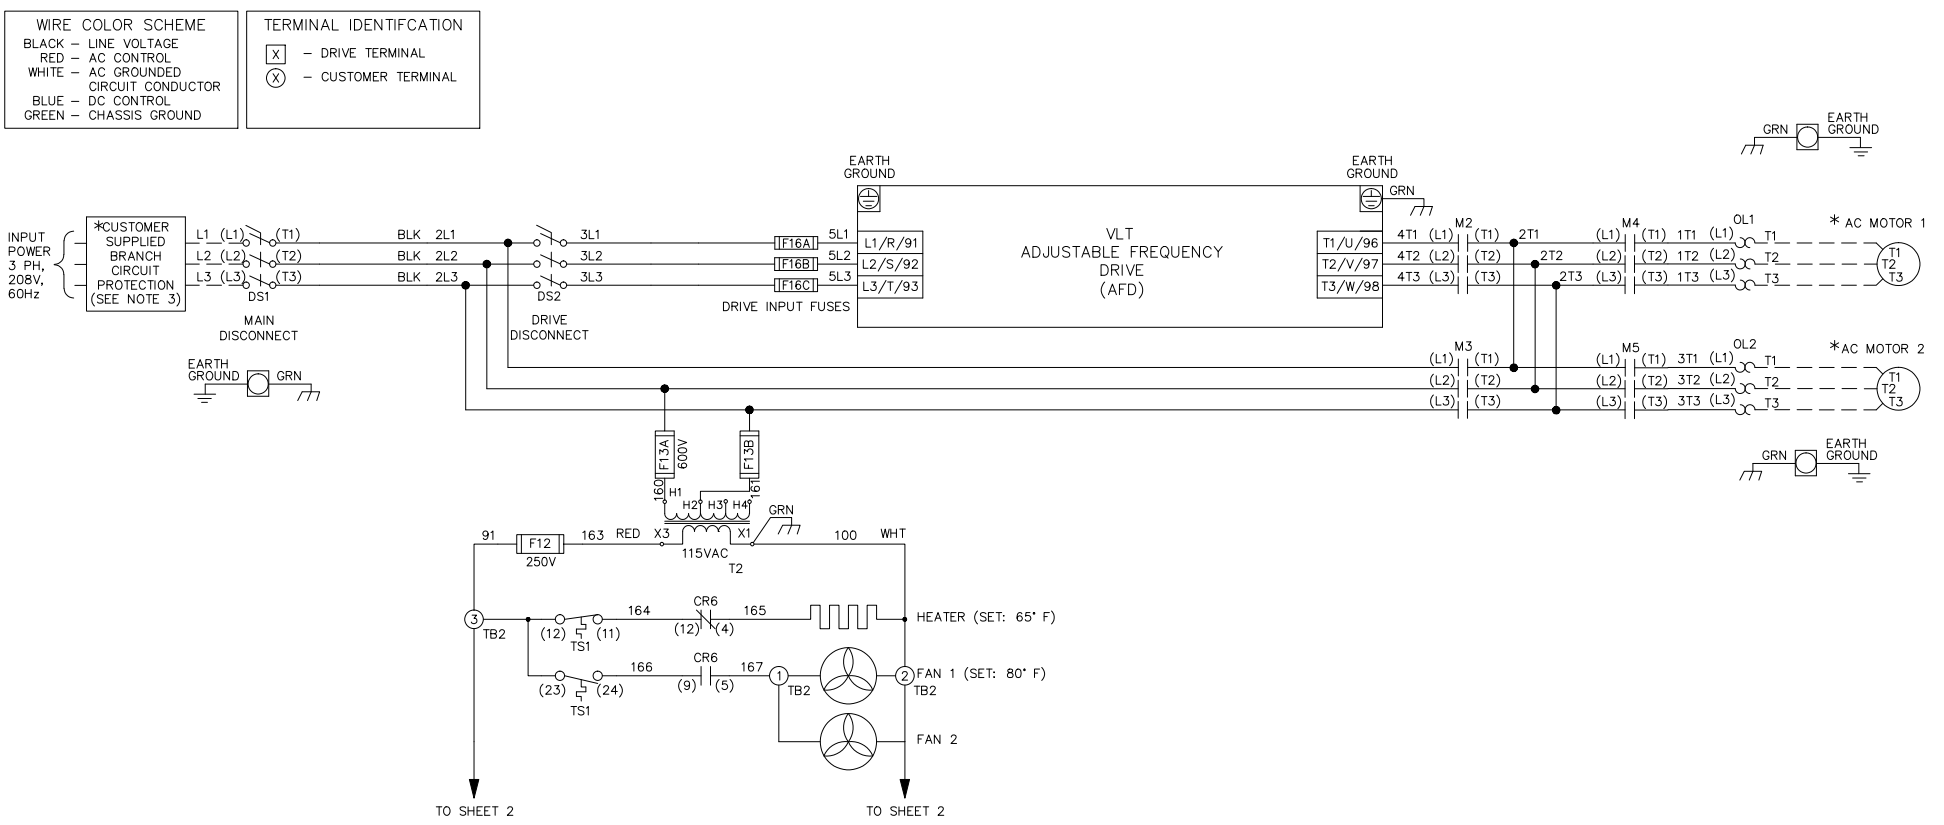 WIRE COLOR SCHEME
BLACK – LINE VOLTAGE
RED – AC CONTROL
WHITE – AC GROUNDED
CIRCUIT CONDUCTOR
BLUE – DC CONTROL
GREEN – CHASSIS GROUND
TERMINAL IDENTIFCATION
X – DRIVE TERMINAL
X – CUSTOMER TERMINAL
INPUT
POWER
3 PH,
208V,
60Hz
*CUSTOMER
SUPPLIED
BRANCH
CIRCUIT
PROTECTION
(SEE NOTE 3)
L1 (L1) (T1)
L2 (L2) (T2)
L3 (L3) (T3)
DS1
MAIN
DISCONNECT
EARTH
GROUND
GRN
BLK 2L1
BLK 2L2
BLK 2L3
3L1
3L2
3L3
DS2
DRIVE
DISCONNECT
F16A 5L1
F16B 5L2
F16C 5L3
DRIVE INPUT FUSES
EARTH
GROUND
L1/R/91
L2/S/92
L3/T/93
VLT
ADJUSTABLE FREQUENCY
DRIVE
(AFD)
EARTH
GROUND
GRN
T1/U/96
T2/V/97
T3/W/98
M2
4T1 (L1) (T1) 2T1
4T2 (L2) (T2) 2T2
4T3 (L3) (T3) 2T3
M4
OL1
(L1) (T1) 1T1 (L1) T1
(L2) (T2) 1T2 (L2) T2
(L3) (T3) 1T3 (L3) T3
* AC MOTOR 1
T1
T2
T3
GRN
EARTH
GROUND
M3
(L1) (T1)
(L2) (T2)
(L3) (T3)
M5
OL2
(L1) (T1) 3T1 (L1) T1
(L2) (T2) 3T2 (L2) T2
(L3) (T3) 3T3 (L3) T3
*AC MOTOR 2
T1
T2
T3
GRN
EARTH
GROUND
F13A
600V
F13B
160
161
H1
H2 H3 H4
GRN
91
F12
250V
163 RED X3
X1
115VAC
T2
100 WHT
3
TB2
(12) (11)
TS1
164
CR6
(12) (4)
165
HEATER (SET: 65° F)
(23) (24)
TS1
166
CR6
(9) (5)
167
1
TB2
2
TB2
FAN 1 (SET: 80° F)
FAN 2
TO SHEET 2
TO SHEET 2